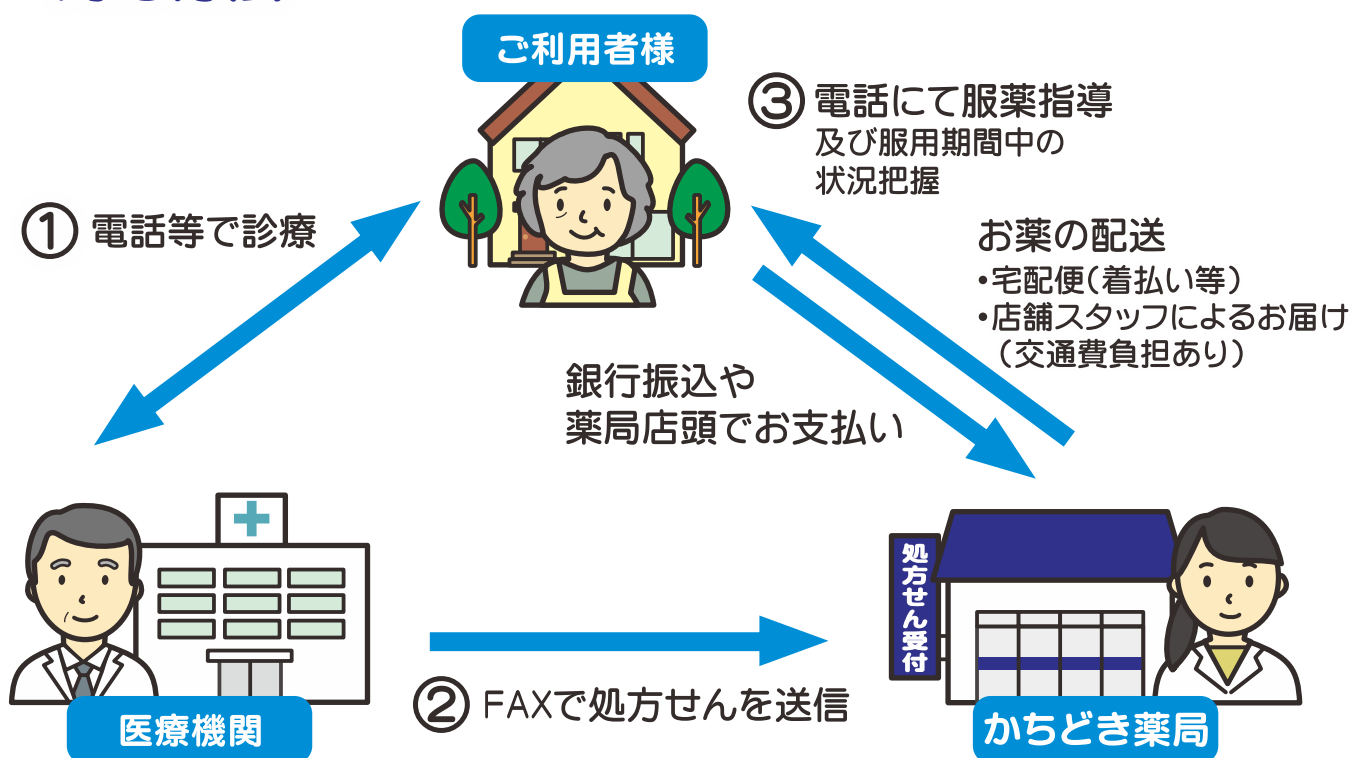 ご利用者様
③ 電話にて服薬指導
及び服用期間中の
状況把握
① 電話等で診療
お薬の配送
・宅配便(着払い等)
・店舗スタッフによるお届け
(交通費負担あり)
銀行振込や
薬局店頭でお支払い
処方せん受付
② FAXで処方せんを送信
医療機関
かちどき薬局